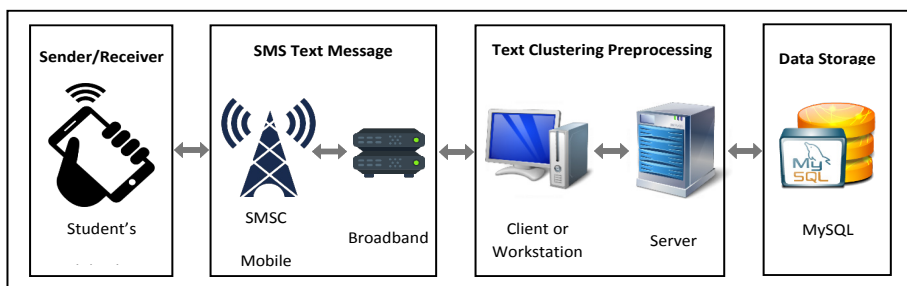 Sender/Receiver
Student's
SMS Text Message
SMSC
Mobile
Broadband
Text Clustering Preprocessing
Client or
Workstation
Server
Data Storage
My
SQL
MySQL